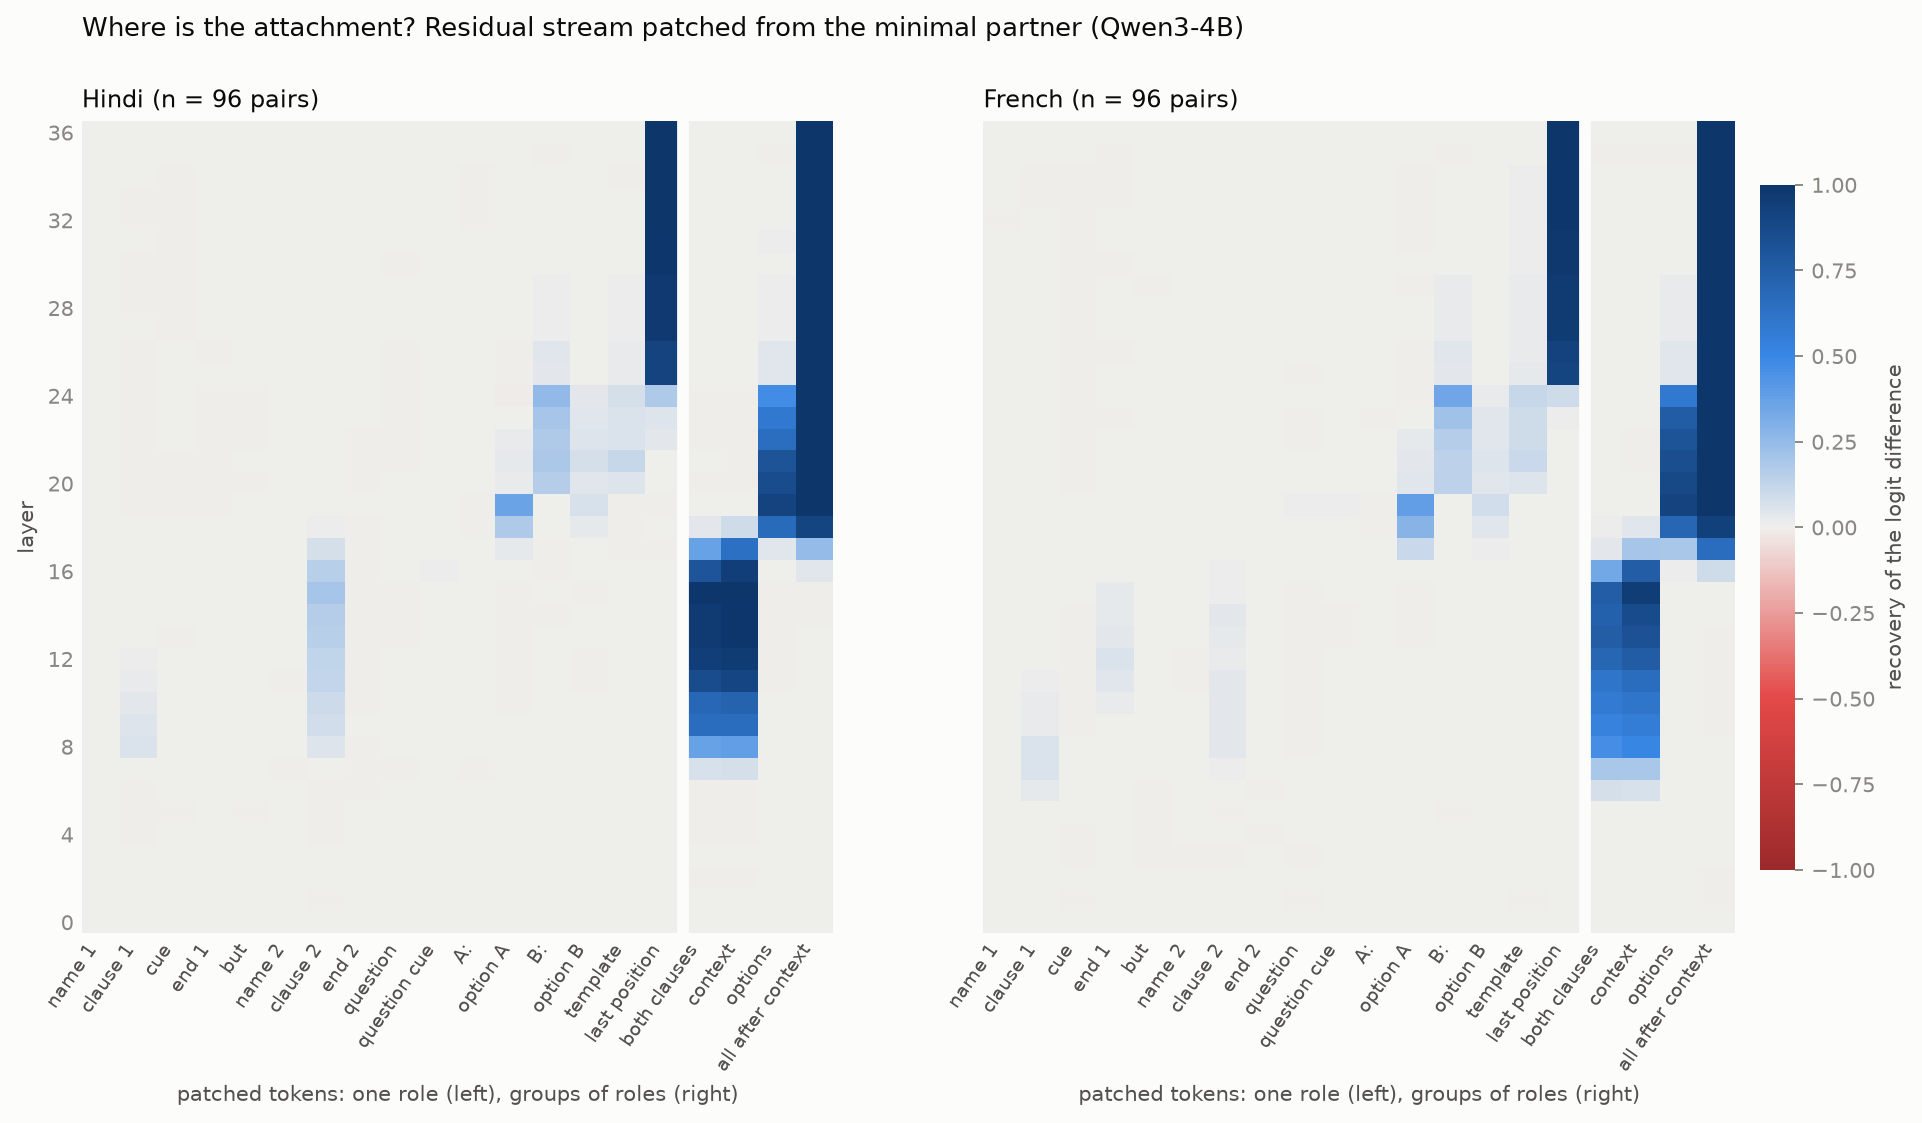 Where is the attachment? Residual stream patched from the minimal partner (Qwen3-4B)
Hindi (n = 96 pairs)
French (n = 96 pairs)
layer
36
32
28
24
20
16
12
8
4
0
name 1
clause 1
cue
end 1
but
name 2
clause 2
end 2
question
question cue
A:
option A
B:
option B
template
last position
both clauses
context
options
all after context
patched tokens: one role (left), groups of roles (right)
name 1
clause 1
cue
end 1
but
name 2
clause 2
end 2
question
question cue
A:
option A
B:
option B
template
last position
both clauses
context
options
all after context
patched tokens: one role (left), groups of roles (right)
1.00
0.75
0.50
0.25
0.00
−0.25
−0.50
−0.75
−1.00
recovery of the logit difference